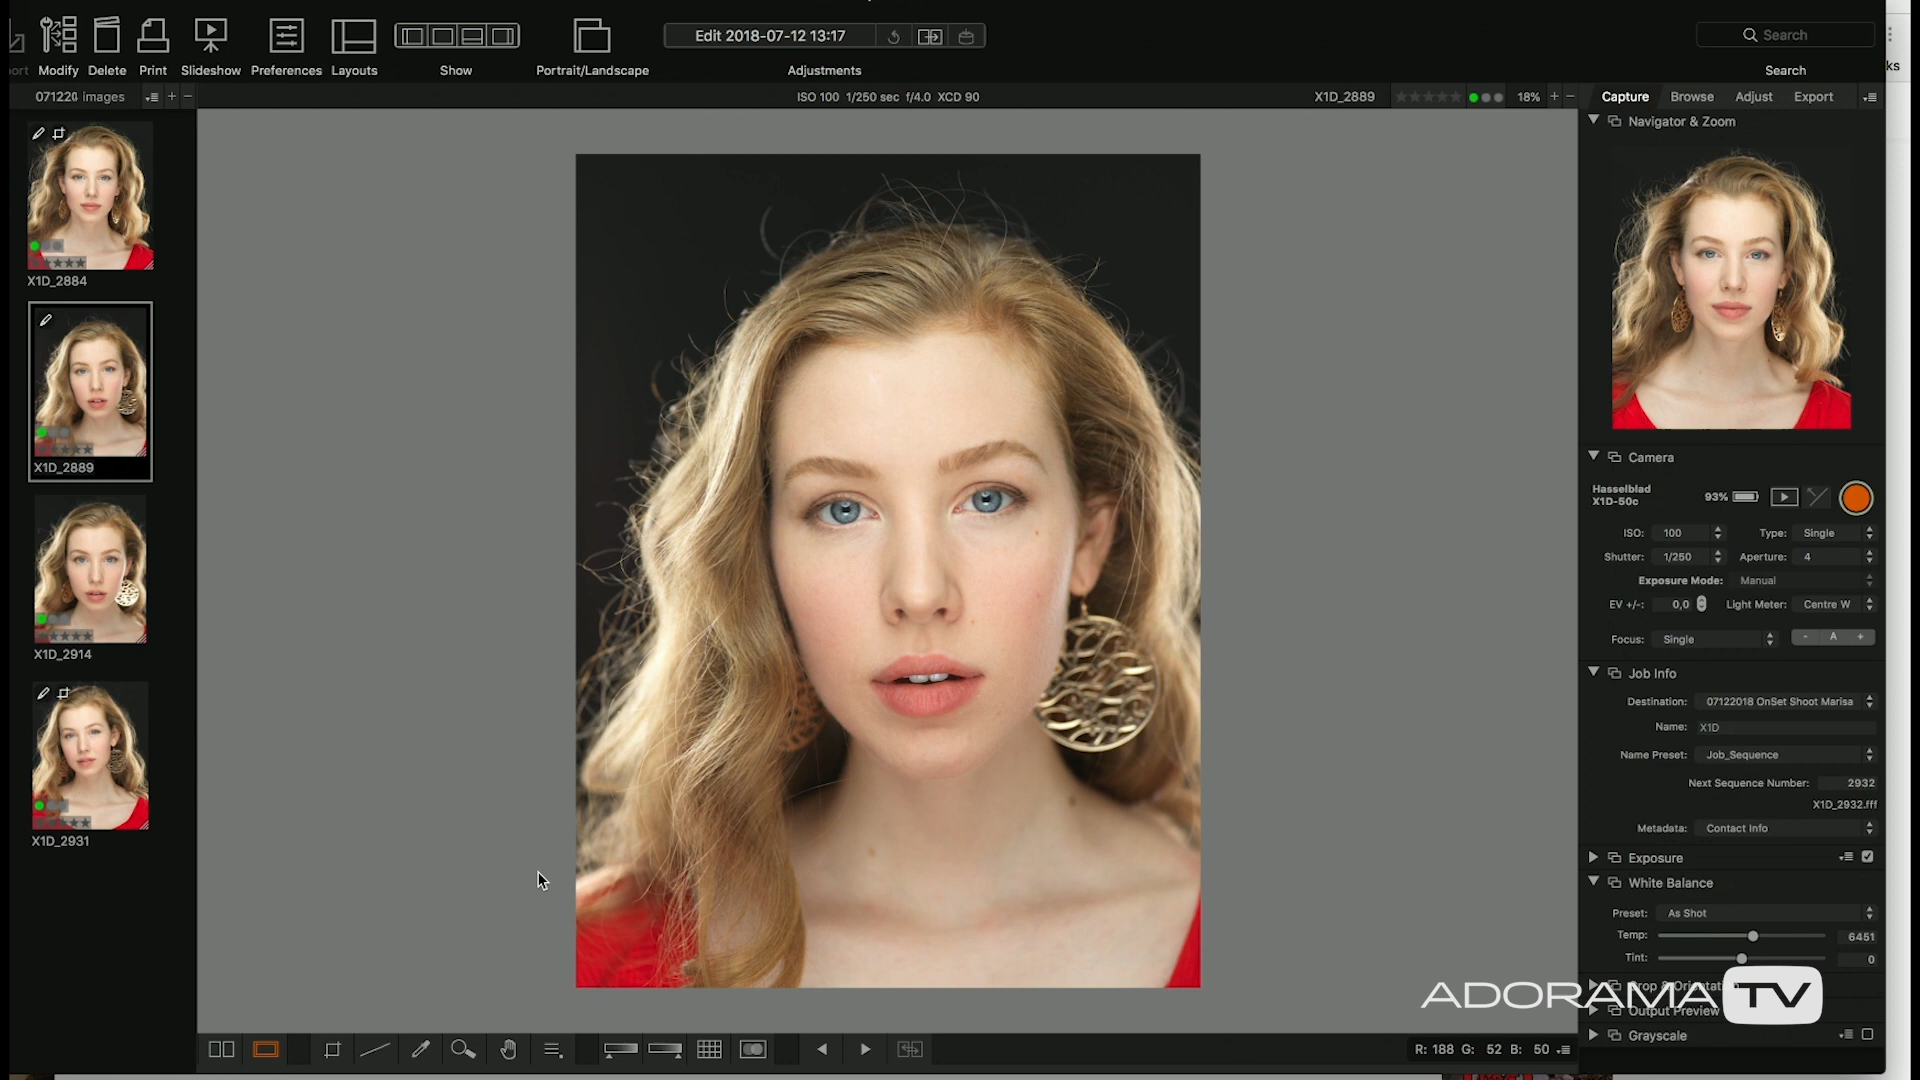 Edit 2018-07-12 13:17
Search
ks
Modify Delete Print Slideshow Preferences Layouts Show Portrait/Landscape Adjustments Search
images ISO 100 1/250 sec f/4.0 XCD 90 X1D_2889 18% + −
Capture Browse Adjust Export
Navigator & Zoom
X1D_2884
X1D_2889
X1D_2914
X1D_2931
Camera
Hasselblad
X1D-50c
93%
ISO: 100 Type: Single
Shutter: 1/250 Aperture: 4
Exposure Mode: Manual
EV +/-: 0,0 Light Meter: Centre W
Focus: Single - A +
Job Info
Destination: 07122018 OnSet Shoot Marisa
Name: X1D
Name Preset: Job_Sequence
Next Sequence Number: 2932
X1D_2932.fff
Metadata: Contact Info
Exposure
White Balance
Preset: As Shot
Temp: 6451
Tint: 0
ADORAMA TV
Output Preview
Grayscale
R: 188 G: 52 B: 50